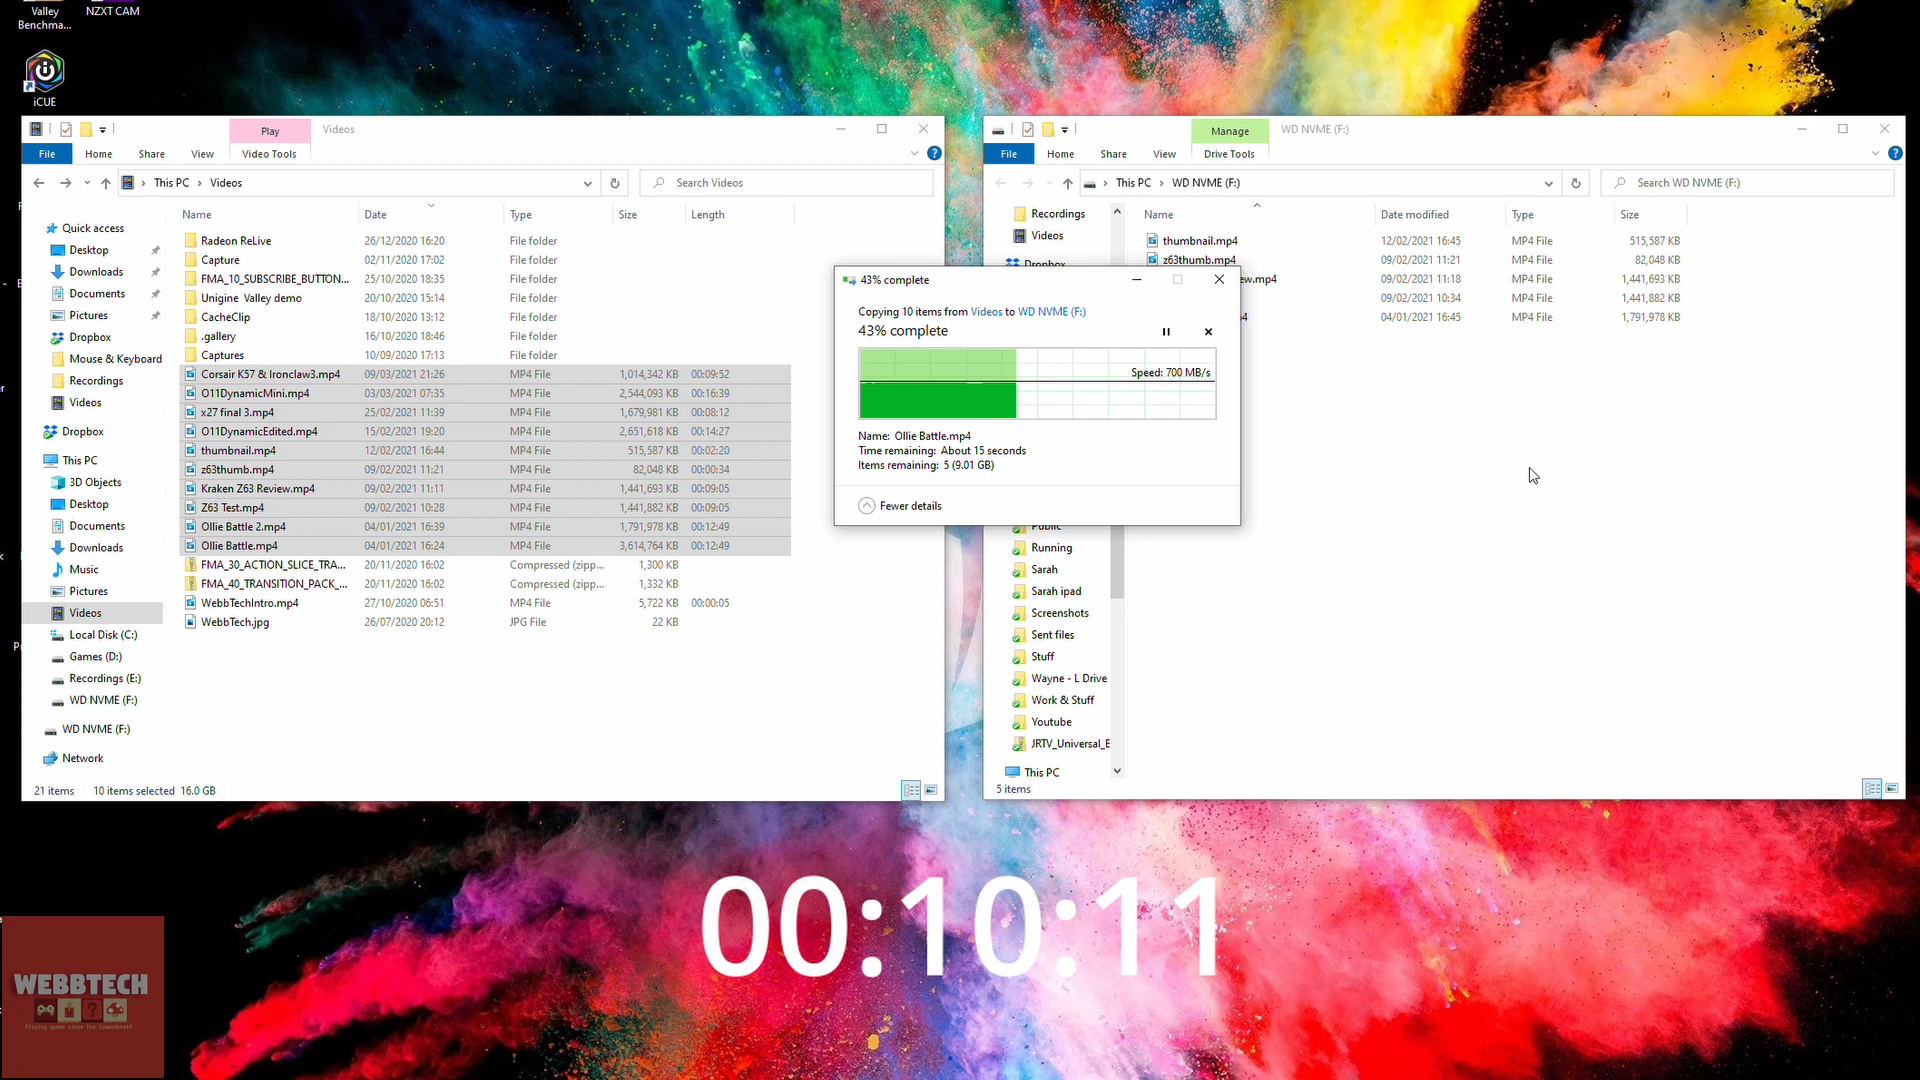 Valley
Benchma...
NZXT CAM
iCUE
Play
Videos
File
Home
Share
View
Video Tools
This PC
Videos
Search Videos
Name
Date
Type
Size
Length
Quick access
Desktop
Downloads
Documents
Pictures
Dropbox
Mouse & Keyboard
Recordings
Videos
Dropbox
This PC
3D Objects
Desktop
Documents
Downloads
Music
Pictures
Videos
Local Disk (C:)
Games (D:)
Recordings (E:)
WD NVME (F:)
WD NVME (F:)
Network
Radeon ReLive 26/12/2020 16:20 File folder
Capture 02/11/2020 17:02 File folder
FMA_10_SUBSCRIBE_BUTTON... 25/10/2020 18:35 File folder
Unigine Valley demo 20/10/2020 15:14 File folder
CacheClip 18/10/2020 13:12 File folder
.gallery 16/10/2020 18:46 File folder
Captures 10/09/2020 17:13 File folder
Corsair K57 & Ironclaw3.mp4 09/03/2021 21:26 MP4 File 1,014,342 KB 00:09:52
O11DynamicMini.mp4 03/03/2021 07:35 MP4 File 2,544,093 KB 00:16:39
x27 final 3.mp4 25/02/2021 11:39 MP4 File 1,679,981 KB 00:08:12
O11DynamicEdited.mp4 15/02/2021 19:20 MP4 File 2,651,618 KB 00:14:27
thumbnail.mp4 12/02/2021 16:44 MP4 File 515,587 KB 00:02:20
z63thumb.mp4 09/02/2021 11:21 MP4 File 82,048 KB 00:00:34
Kraken Z63 Review.mp4 09/02/2021 11:11 MP4 File 1,441,693 KB 00:09:05
Z63 Test.mp4 09/02/2021 10:28 MP4 File 1,441,882 KB 00:09:05
Ollie Battle 2.mp4 04/01/2021 16:39 MP4 File 1,791,978 KB 00:12:49
Ollie Battle.mp4 04/01/2021 16:24 MP4 File 3,614,764 KB 00:12:49
FMA_30_ACTION_SLICE_TRA... 20/11/2020 16:02 Compressed (zipp... 1,300 KB
FMA_40_TRANSITION_PACK_... 20/11/2020 16:02 Compressed (zipp... 1,332 KB
WebbTechIntro.mp4 27/10/2020 06:51 MP4 File 5,722 KB 00:00:05
WebbTech.jpg 26/07/2020 20:12 JPG File 22 KB
21 items 10 items selected 16.0 GB
43% complete
Copying 10 items from Videos to WD NVME (F:)
43% complete
Speed: 700 MB/s
Name: Ollie Battle.mp4
Time remaining: About 15 seconds
Items remaining: 5 (9.01 GB)
Fewer details
Manage
WD NVME (F:)
File
Home
Share
View
Drive Tools
This PC
WD NVME (F:)
Search WD NVME (F:)
Name
Date modified
Type
Size
Recordings
Videos
Dropbox
Public
Running
Sarah
Sarah ipad
Screenshots
Sent files
Stuff
Wayne - L Drive
Work & Stuff
Youtube
JRTV_Universal_E
This PC
thumbnail.mp4 12/02/2021 16:45 MP4 File 515,587 KB
z63thumb.mp4 09/02/2021 11:21 MP4 File 82,048 KB
ew.mp4 09/02/2021 11:18 MP4 File 1,441,693 KB
09/02/2021 10:34 MP4 File 1,441,882 KB
4 04/01/2021 16:45 MP4 File 1,791,978 KB
5 items
00:10:11
WEBBTECH
Playing games since the Commodore64